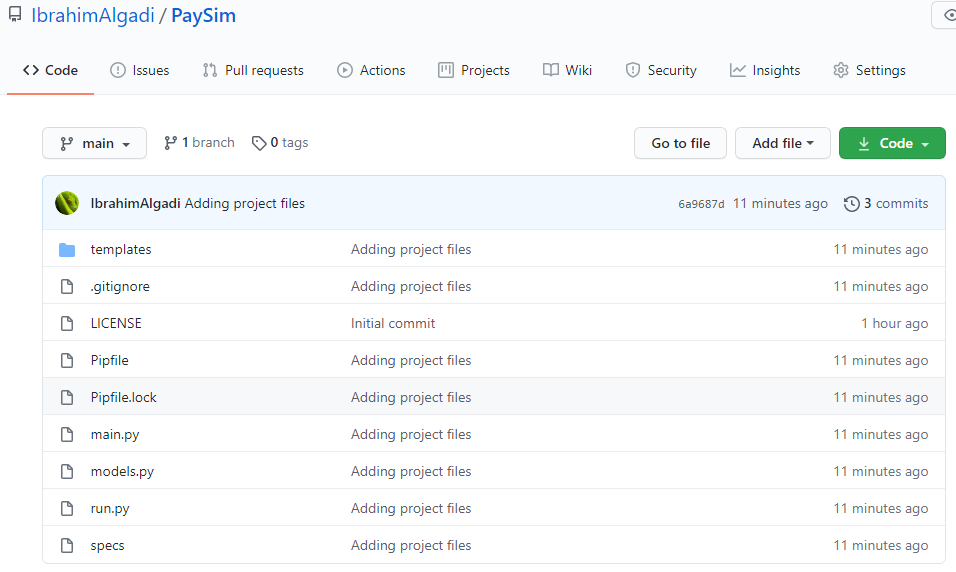 IbrahimAlgadi / PaySim
Code Issues Pull requests Actions Projects Wiki Security Insights Settings
main 1 branch 0 tags Go to file Add file Code
IbrahimAlgadi Adding project files 6a9687d 11 minutes ago 3 commits
templates Adding project files 11 minutes ago
.gitignore Adding project files 11 minutes ago
LICENSE Initial commit 1 hour ago
Pipfile Adding project files 11 minutes ago
Pipfile.lock Adding project files 11 minutes ago
main.py Adding project files 11 minutes ago
models.py Adding project files 11 minutes ago
run.py Adding project files 11 minutes ago
specs Adding project files 11 minutes ago